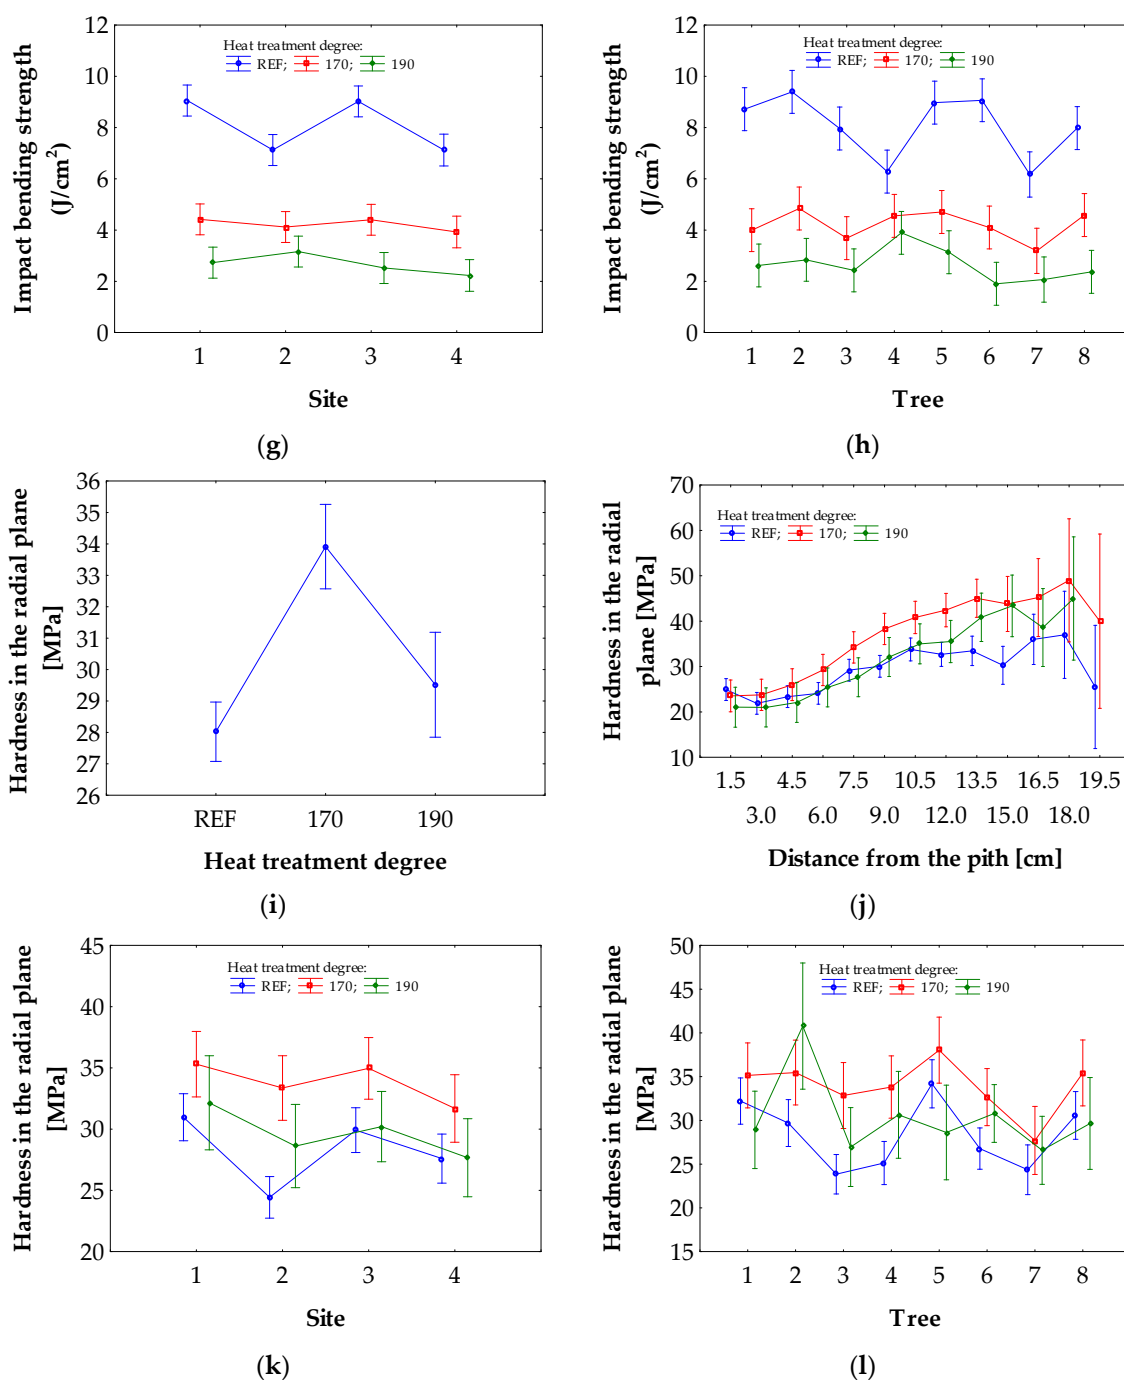 12
10
8
6
4
2
0
Impact bending strength
(J/cm²)
Heat treatment degree:
REF; 170; 190
1 2 3 4
Site
(g)
12
10
8
6
4
2
0
Impact bending strength
(J/cm²)
Heat treatment degree:
REF; 170; 190
1 2 3 4 5 6 7 8
Tree
(h)
36
35
34
33
32
31
30
29
28
27
26
Hardness in the radial plane
[MPa]
REF 170 190
Heat treatment degree
(i)
70
60
50
40
30
20
10
Hardness in the radial
plane [MPa]
Heat treatment degree:
REF; 170; 190
1.5 4.5 7.5 10.5 13.5 16.5 19.5
3.0 6.0 9.0 12.0 15.0 18.0
Distance from the pith [cm]
(j)
45
40
35
30
25
20
Hardness in the radial plane
[MPa]
Heat treatment degree:
REF; 170; 190
1 2 3 4
Site
(k)
50
45
40
35
30
25
20
15
Hardness in the radial plane
[MPa]
Heat treatment degree:
REF; 170; 190
1 2 3 4 5 6 7 8
Tree
(l)